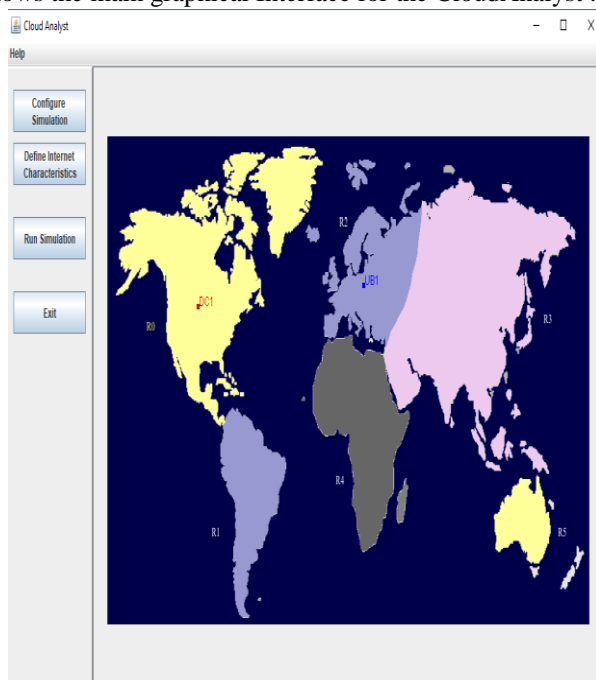 ows the main graphical interface for the CloudAnalyst .
Cloud Analyst
Help
Configure
Simulation
Define Internet
Characteristics
Run Simulation
Exit
R2
UB1
DC1
R0
R3
R4
R1
R5